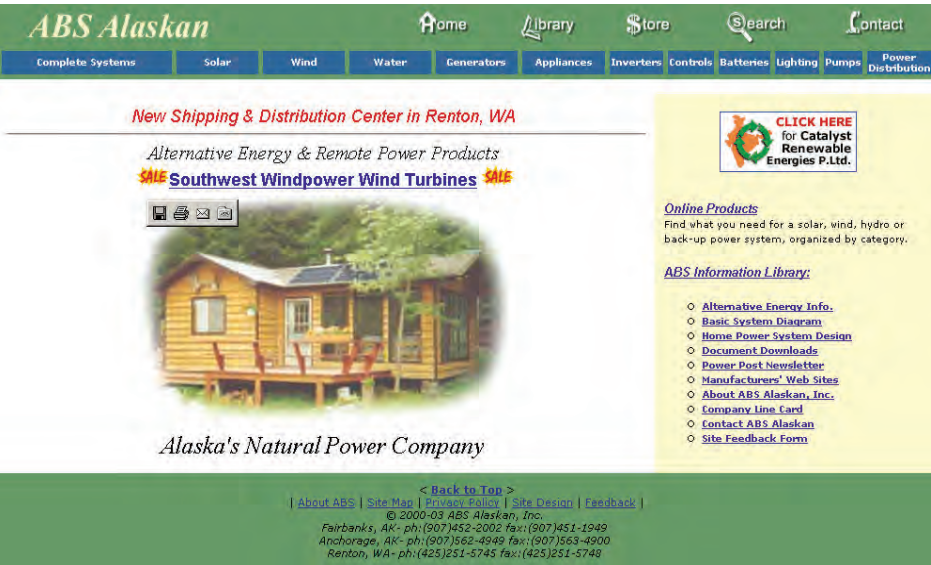 ABS Alaskan
Home Library $tore Search Contact
Complete Systems Solar Wind Water Generators Appliances Inverters Controls Batteries Lighting Pumps Power Distribution
New Shipping & Distribution Center in Renton, WA
Alternative Energy & Remote Power Products
SALE Southwest Windpower Wind Turbines SALE
Alaska's Natural Power Company
CLICK HERE
for Catalyst
Renewable
Energies P.Ltd.
Online Products
Find what you need for a solar, wind, hydro or
back-up power system, organized by category.
ABS Information Library:
Alternative Energy Info.
Basic System Diagram
Home Power System Design
Document Downloads
Power Post Newsletter
Manufacturers' Web Sites
About ABS Alaskan, Inc.
Company Line Card
Contact ABS Alaskan
Site Feedback Form
< Back to Top >
| About ABS | Site Map | Privacy Policy | Site Design | Feedback |
© 2000-03 ABS Alaskan, Inc.
Fairbanks, AK- ph:(907)452-2002 fax:(907)451-1949
Anchorage, AK- ph:(907)562-4949 fax:(907)563-4900
Renton, WA- ph:(425)251-5745 fax:(425)251-5748